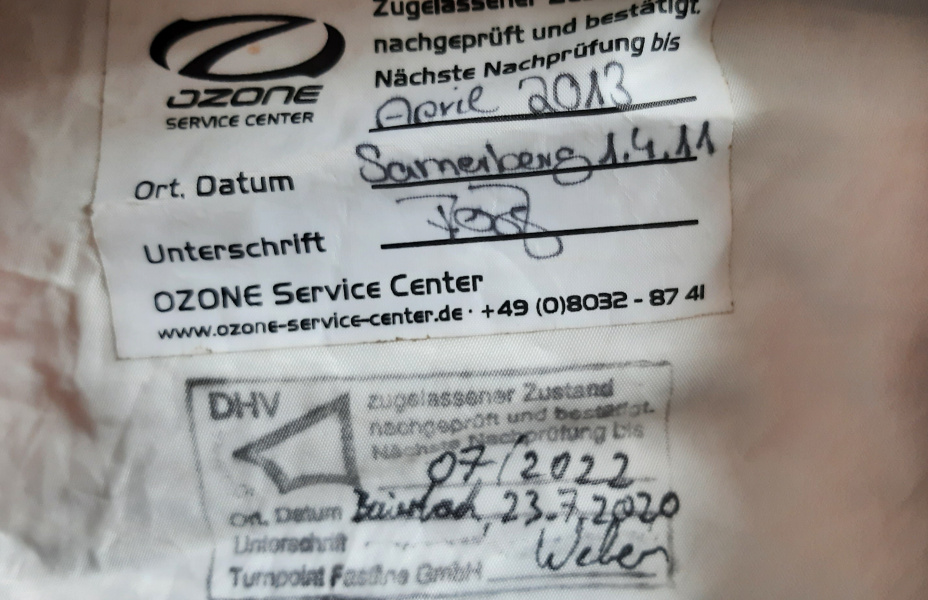 Zugelassener
nachgeprüft und bestätigt.
Nächste Nachprüfung bis
April 2013
OZONE
SERVICE CENTER
Ort, Datum Samerberg 1.4.11
Unterschrift
OZONE Service Center
www.ozone-service-center.de · +49 (0)8032 - 87 41
DHV
zugelassener Zustand
nachgeprüft und bestätigt.
Nächste Nachprüfung bis
07/2022
Ort, Datum 23.7.2020
Unterschrift Weber
Turnpoint Fasline GmbH